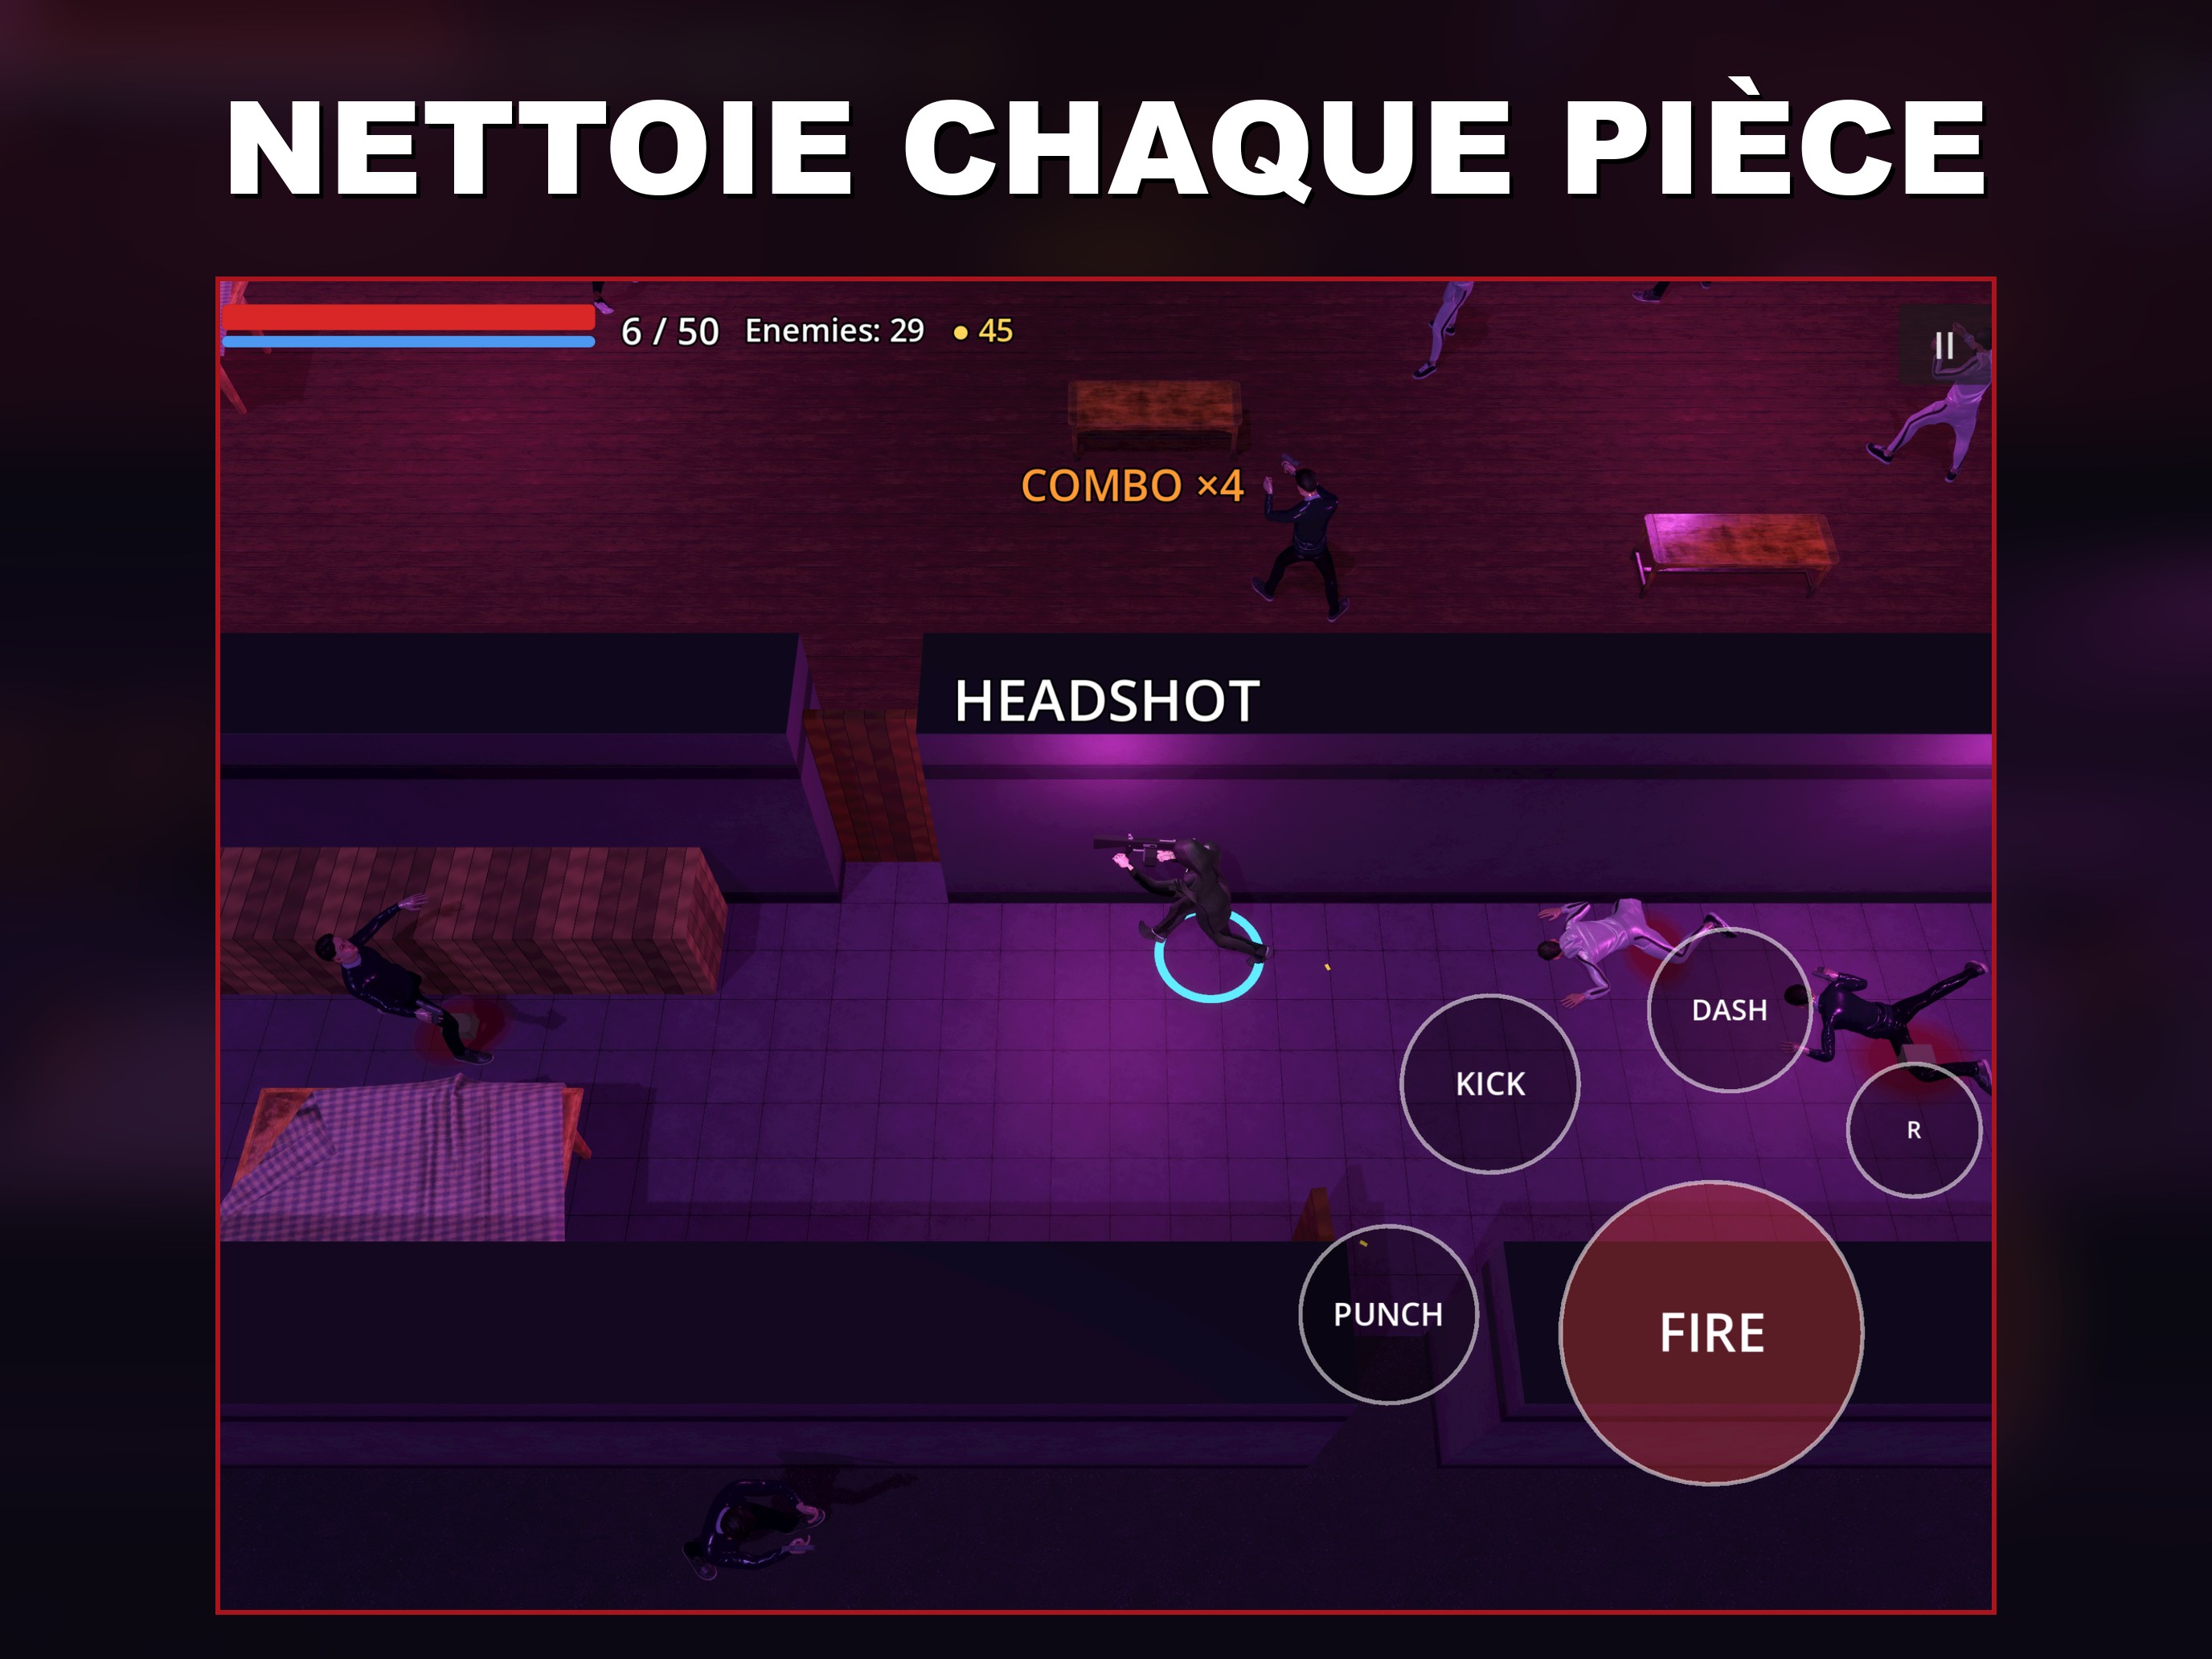 NETTOIE CHAQUE PIÈCE
6 / 50 Enemies: 29 45
COMBO ×4
HEADSHOT
DASH
KICK
R
PUNCH
FIRE